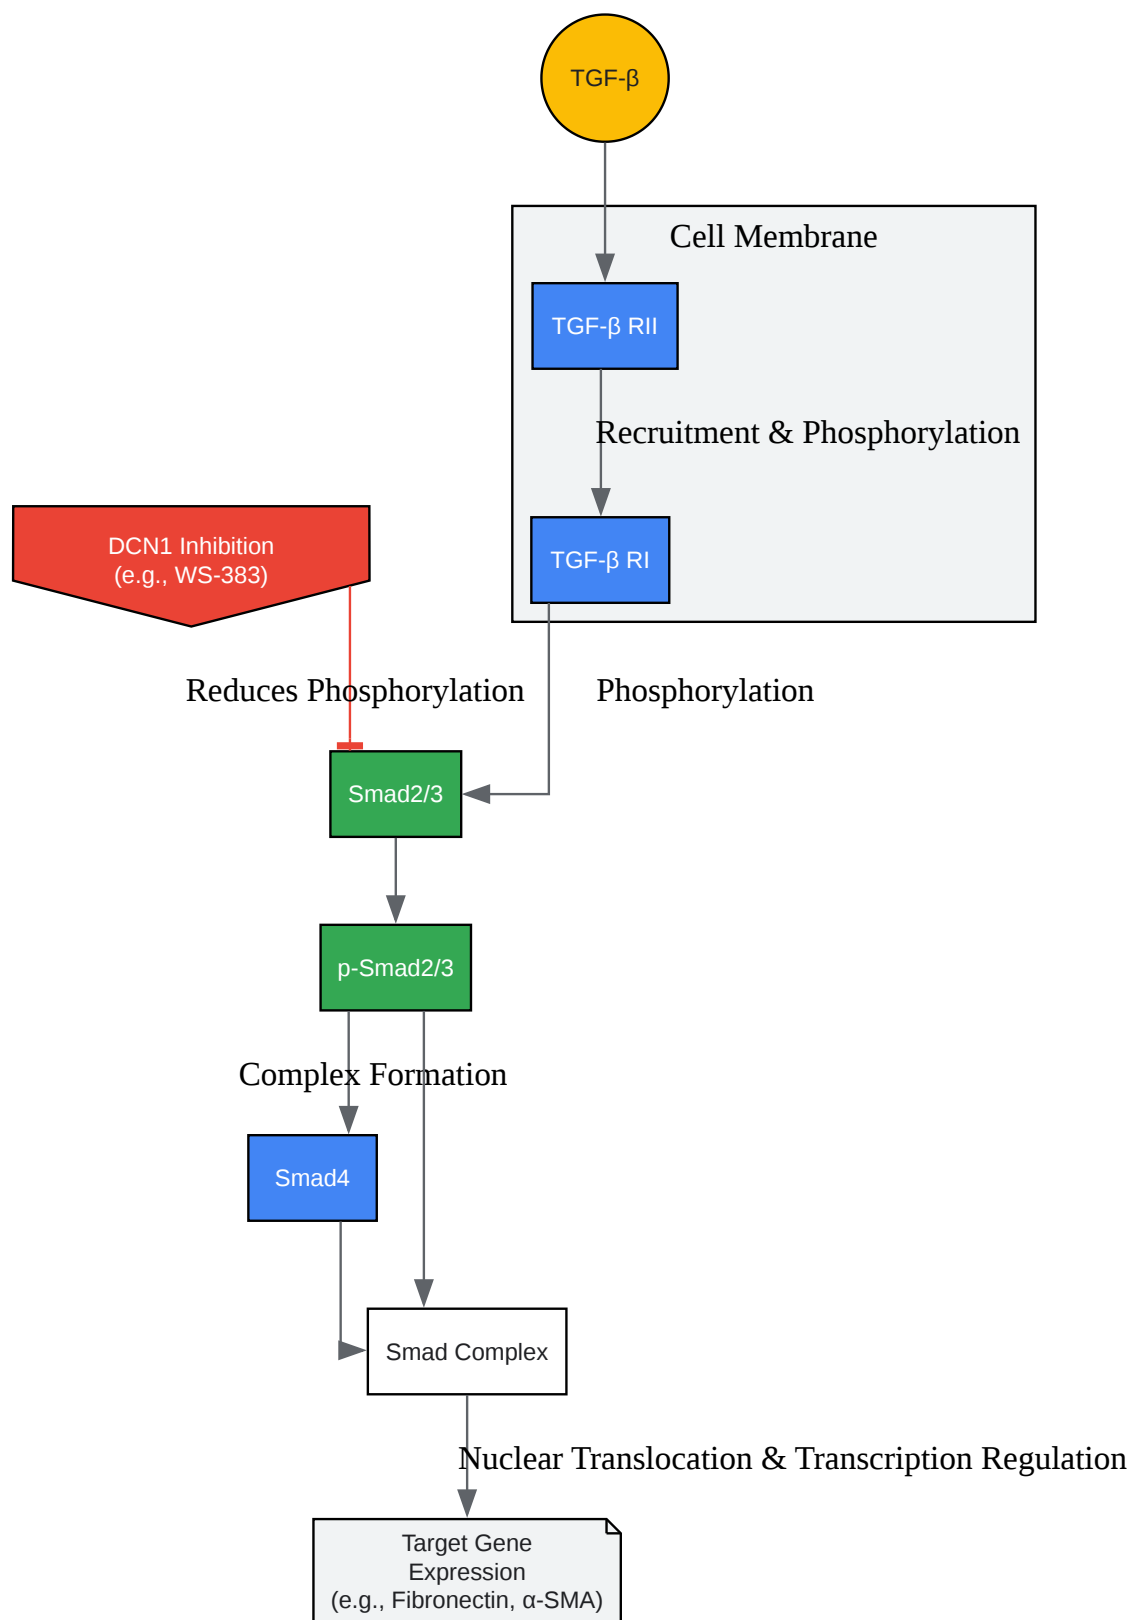 TGF-β
Cell Membrane
TGF-β RII
Recruitment & Phosphorylation
TGF-β RI
DCN1 Inhibition
(e.g., WS-383)
Reduces Phosphorylation
Phosphorylation
Smad2/3
p-Smad2/3
Complex Formation
Smad4
Smad Complex
Nuclear Translocation & Transcription Regulation
Target Gene
Expression
(e.g., Fibronectin, α-SMA)